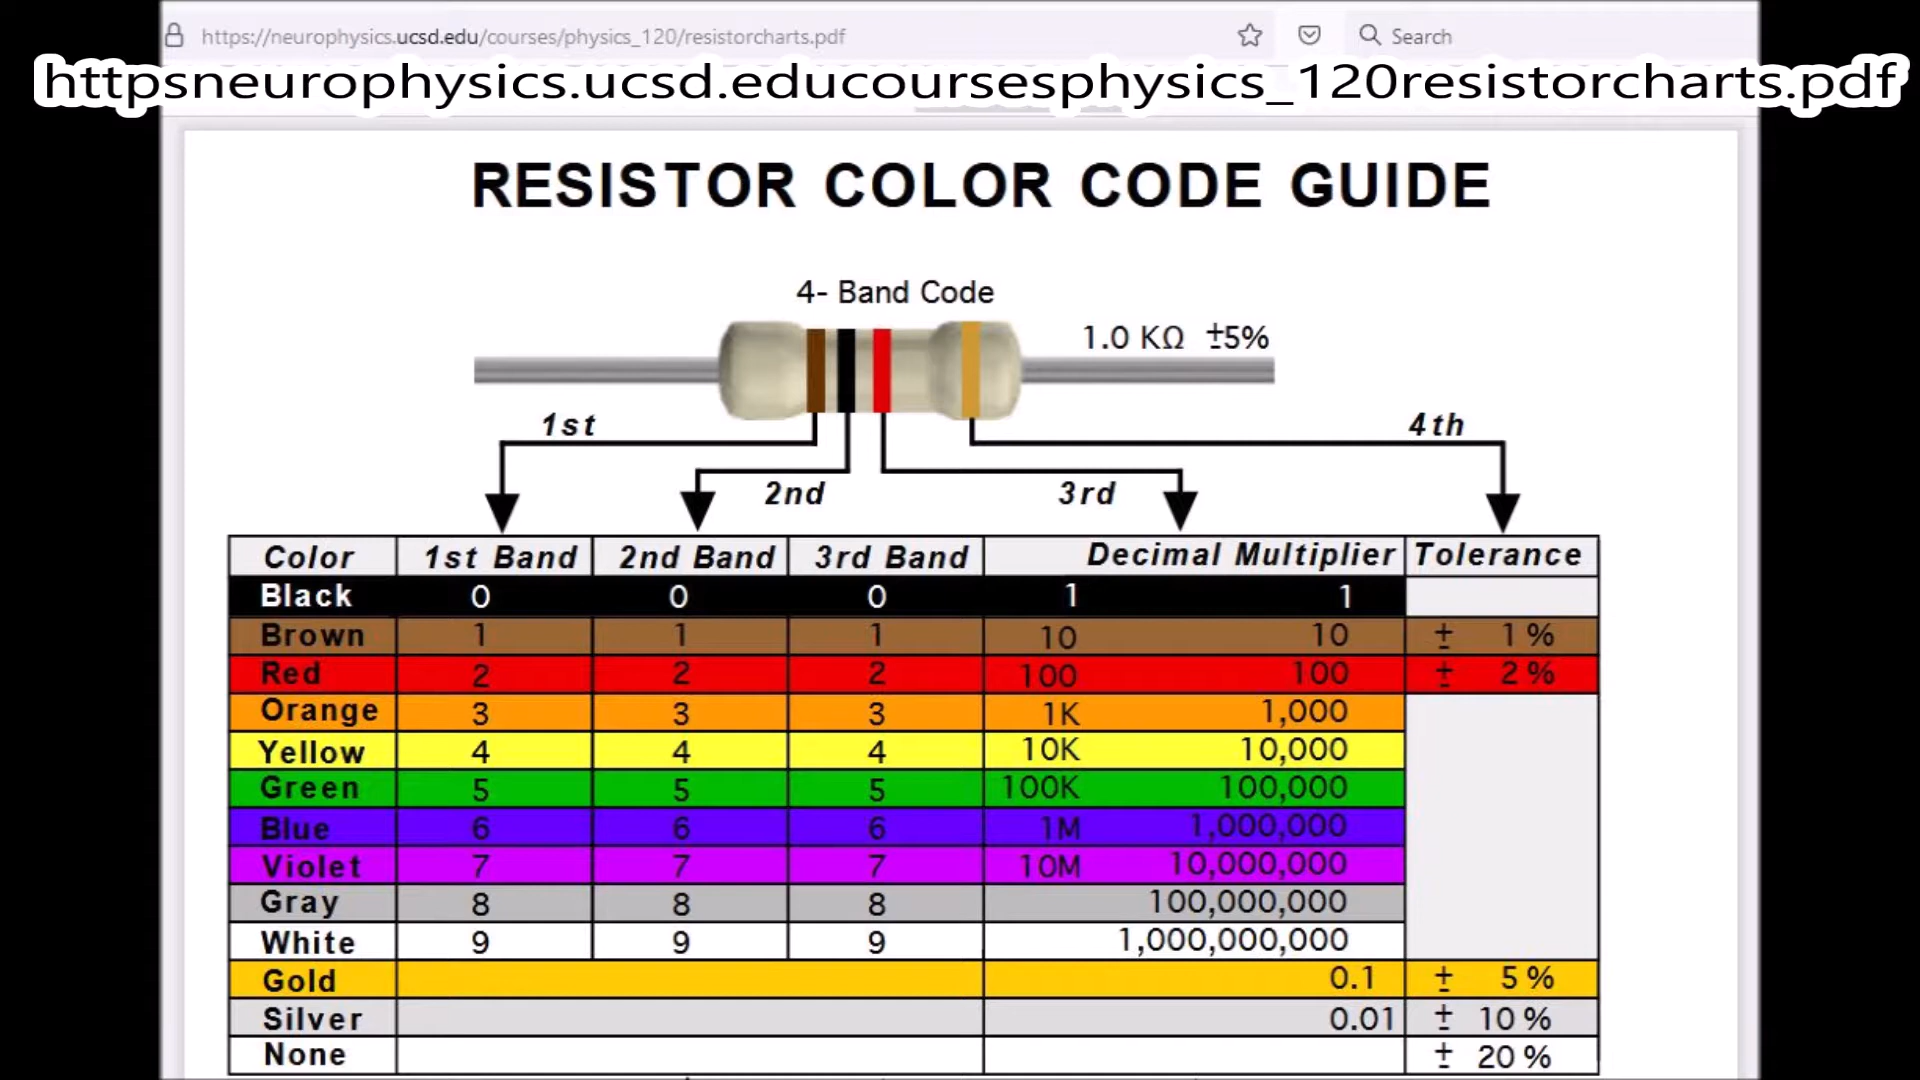 https://neurophysics.ucsd.edu/courses/physics_120/resistorcharts.pdf
Search
httpsneurophysics.ucsd.educoursesphysics_120resistorcharts.pdf
RESISTOR COLOR CODE GUIDE
4- Band Code
1.0 KΩ ±5%
1st
4th
2nd
3rd
Color 1st Band 2nd Band 3rd Band Decimal Multiplier Tolerance
Black 0 0 0 1 1
Brown 1 1 1 10 10 ± 1 %
Red 2 2 2 100 100 ± 2 %
Orange 3 3 3 1K 1,000
Yellow 4 4 4 10K 10,000
Green 5 5 5 100K 100,000
Blue 6 6 6 1M 1,000,000
Violet 7 7 7 10M 10,000,000
Gray 8 8 8 100,000,000
White 9 9 9 1,000,000,000
Gold 0.1 ± 5 %
Silver 0.01 ± 10 %
None ± 20 %